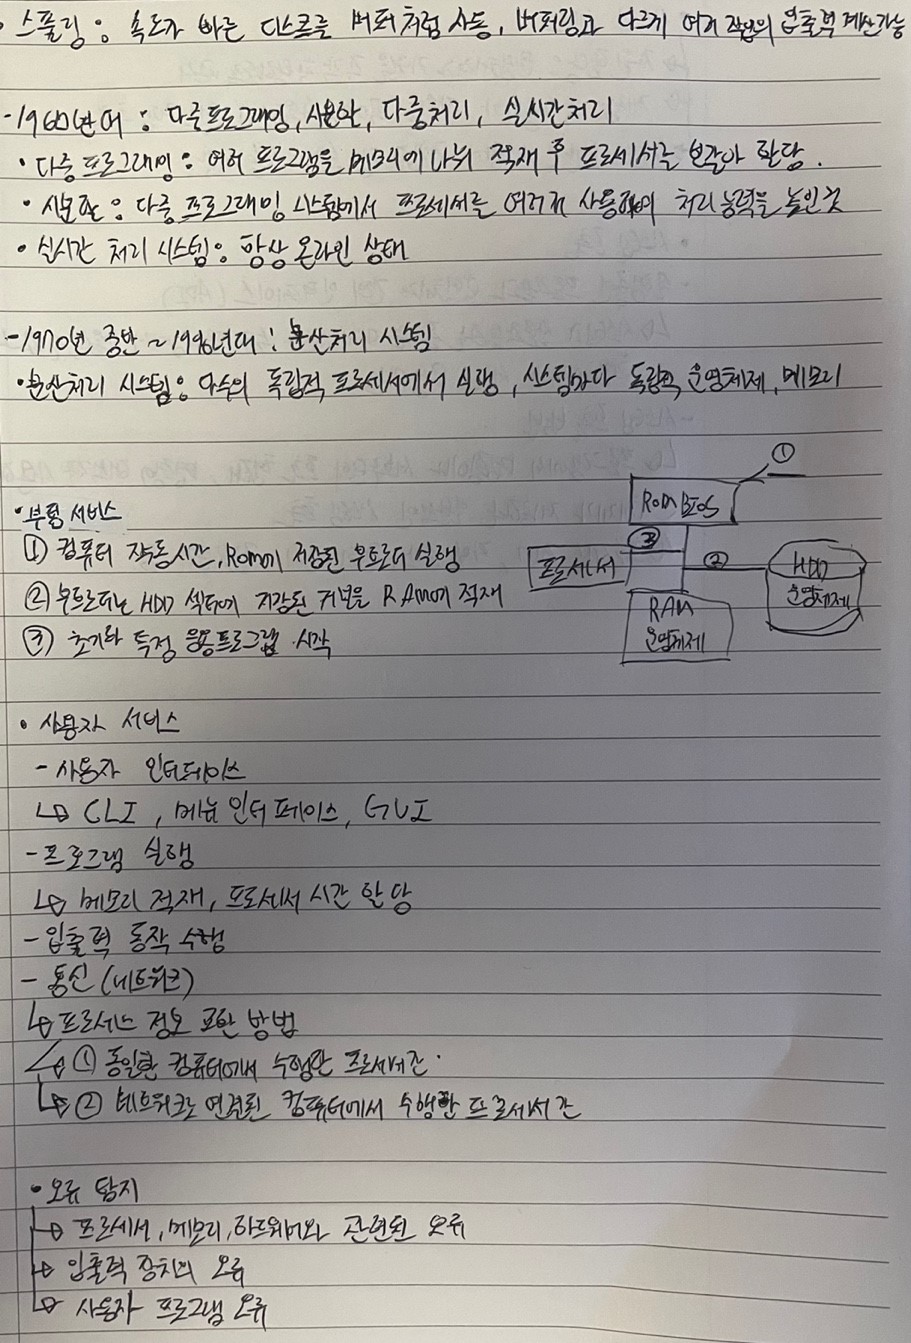 • 스풀링 : 속도가 빠른 디스크를 버퍼처럼 사용, 버퍼링과 다르게 여러 작업의 입출력 계산가능
- 1960년대 : 다중프로그래밍, 시분할, 다중처리, 실시간처리
• 다중 프로그래밍 : 여러 프로그램을 메모리에 나눠 적재 후 프로세서를 번갈아 할당.
• 시분할 : 다중 프로그래밍 시스템에서 프로세서를 여러개 사용하여 처리 능력을 높인것
• 실시간 처리 시스템 : 항상 온라인 상태
- 1970년 중반 ~ 1990년대 : 분산처리 시스템
• 분산처리 시스템 : 다수의 독립적 프로세서에서 실행, 시스템마다 독립적 운영체제, 메모리
• 부팅 서비스
① 컴퓨터 작동시간, Rom에 저장된 부트로더 실행
② 부트로더는 HDD 섹터에 저장된 커널을 RAM에 적재
③ 초기화 특정 응용프로그램 시작
①
ROM BIOS
③
프로세서
②
HDD
운영체제
RAM
운영체제
• 사용자 서비스
- 사용자 인터페이스
↳ CLI, 메뉴 인터페이스, GUI
- 프로그램 실행
↳ 메모리 적재, 프로세서 시간 할당
- 입출력 동작 수행
- 통신 (네트워크)
↳ 프로세스 정보 교환 방법
↳ ① 동일한 컴퓨터에서 수행한 프로세서간.
↳ ② 네트워크로 연결된 컴퓨터에서 수행한 프로세서간
• 오류 탐지
↳ 프로세서, 메모리, 하드웨어와 관련된 오류
↳ 입출력 장치의 오류
↳ 사용자 프로그램 오류